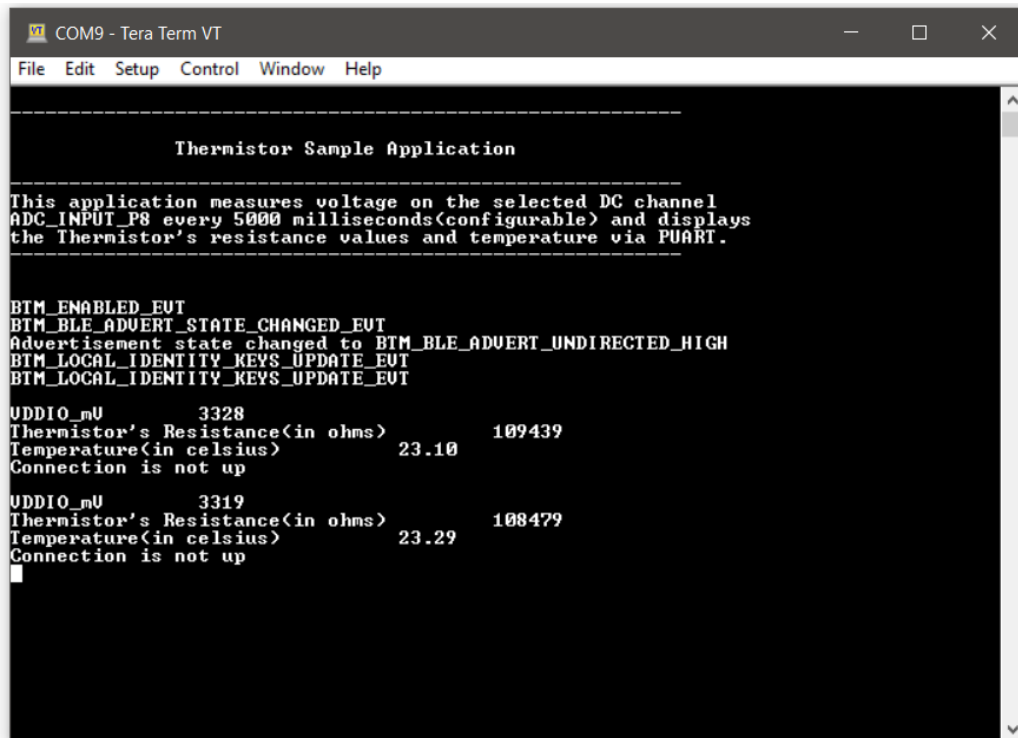 COM9 - Tera Term VT
File Edit Setup Control Window Help
------------------------------------------------------------
Thermistor Sample Application
------------------------------------------------------------
This application measures voltage on the selected DC channel
ADC_INPUT_P8 every 5000 milliseconds(configurable) and displays
the Thermistor's resistance values and temperature via PUART.
------------------------------------------------------------
BTM_ENABLED_EVT
BTM_BLE_ADVERT_STATE_CHANGED_EVT
Advertisement state changed to BTM_BLE_ADVERT_UNDIRECTED_HIGH
BTM_LOCAL_IDENTITY_KEYS_UPDATE_EVT
BTM_LOCAL_IDENTITY_KEYS_UPDATE_EVT
VDDIO_mV 3328
Thermistor's Resistance(in ohms) 109439
Temperature(in celsius) 23.10
Connection is not up
VDDIO_mV 3319
Thermistor's Resistance(in ohms) 108479
Temperature(in celsius) 23.29
Connection is not up